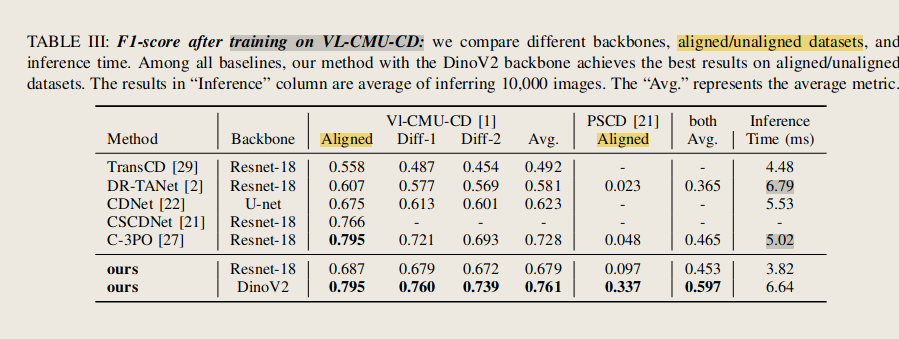 TABLE III: F1-score after training on VL-CMU-CD: we compare different backbones, aligned/unaligned datasets, and
inference time. Among all baselines, our method with the DinoV2 backbone achieves the best results on aligned/unaligned
datasets. The results in “Inference” column are average of inferring 10,000 images. The “Avg.” represents the average metric.
Vl-CMU-CD [1] PSCD [21] both Inference
Method Backbone Aligned Diff-1 Diff-2 Avg. Aligned Avg. Time (ms)
TransCD [29] Resnet-18 0.558 0.487 0.454 0.492 - - 4.48
DR-TANet [2] Resnet-18 0.607 0.577 0.569 0.581 0.023 0.365 6.79
CDNet [22] U-net 0.675 0.613 0.601 0.623 - - 5.53
CSCDNet [21] Resnet-18 0.766 - - - - - -
C-3PO [27] Resnet-18 0.795 0.721 0.693 0.728 0.048 0.465 5.02
ours Resnet-18 0.687 0.679 0.672 0.679 0.097 0.453 3.82
ours DinoV2 0.795 0.760 0.739 0.761 0.337 0.597 6.64